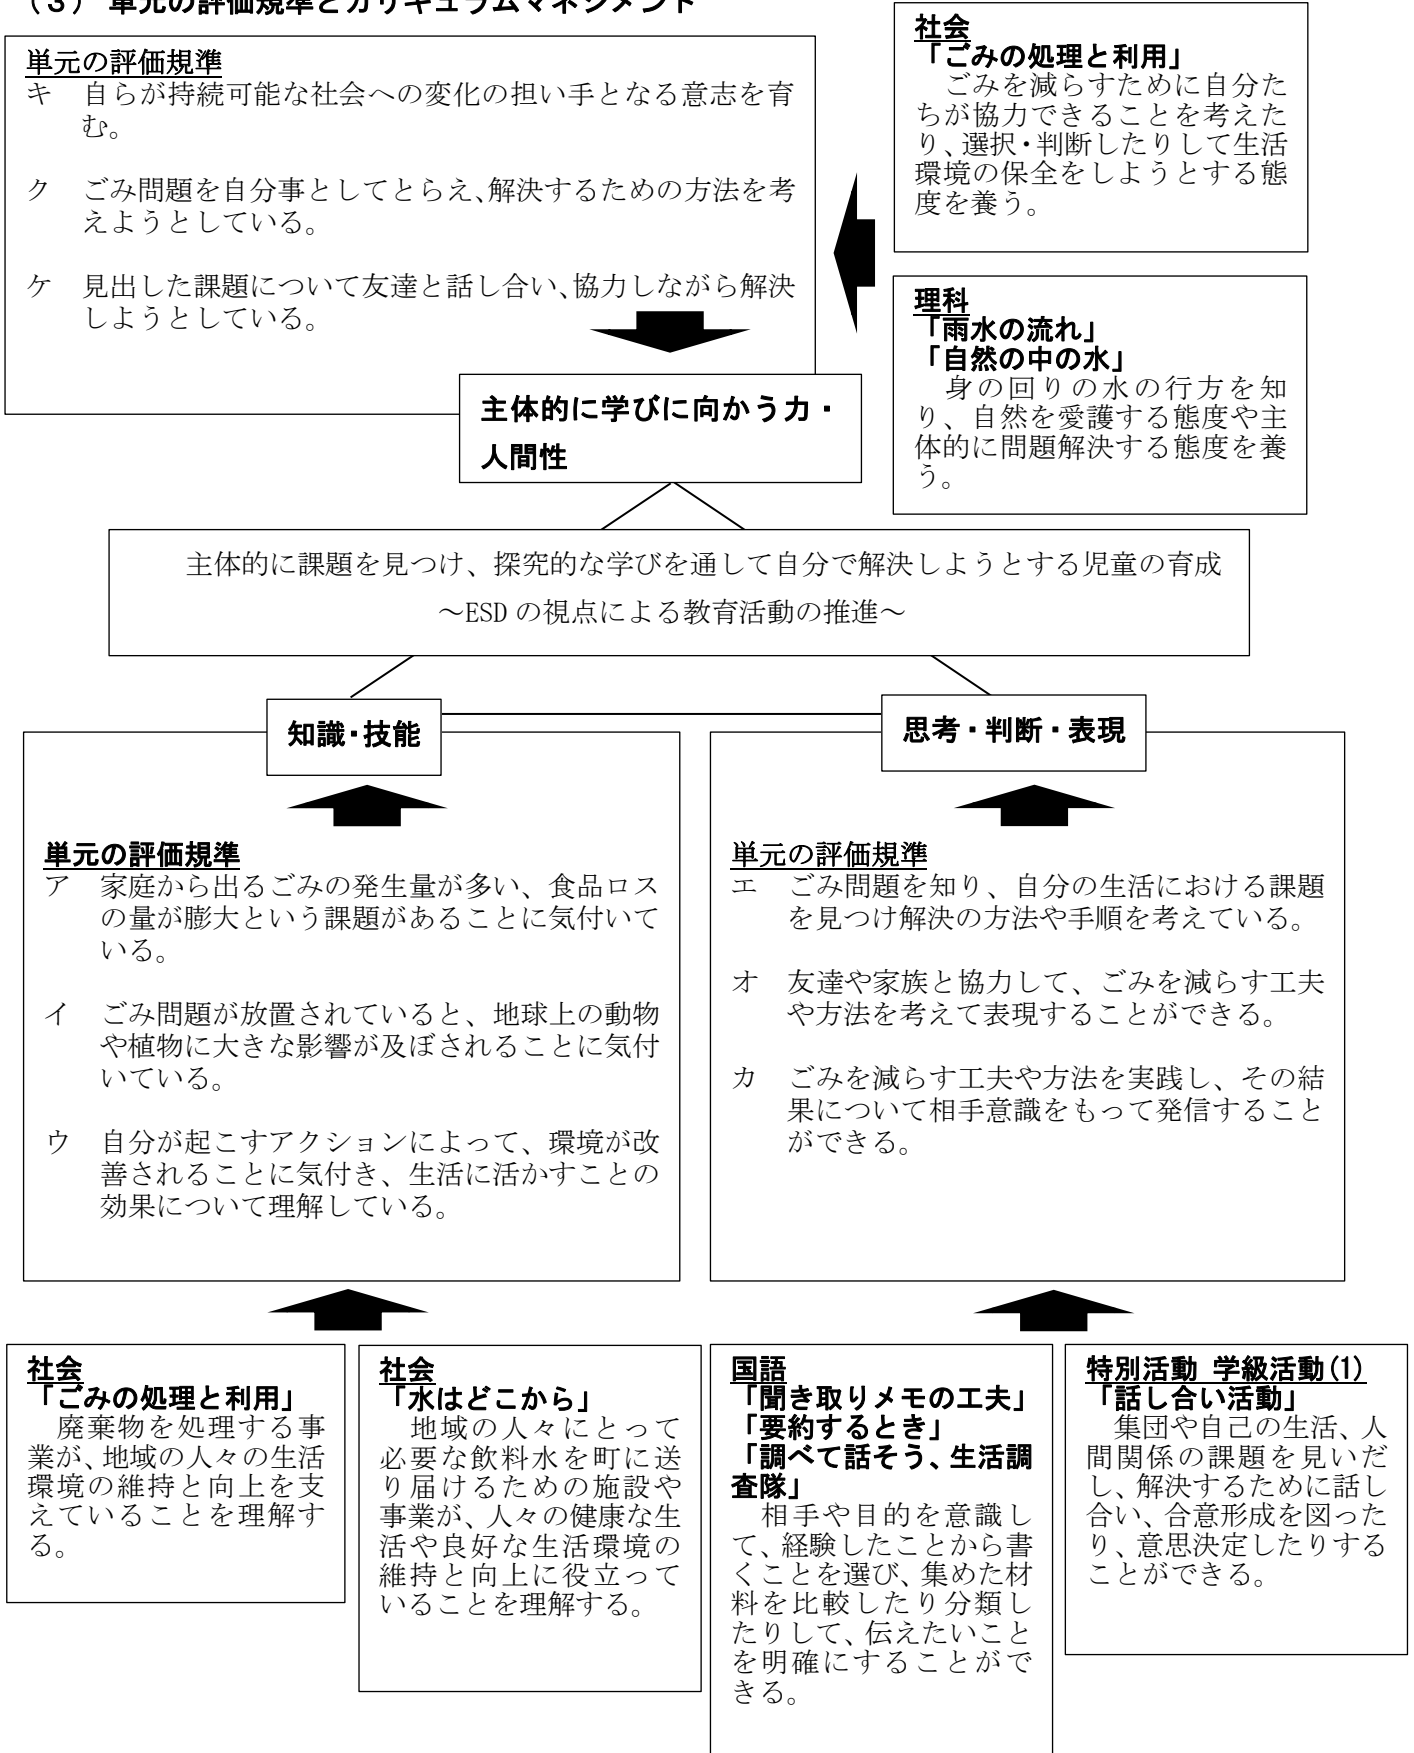 （３） 単元の評価規準とカリキュラムマネジメント
単元の評価規準
キ　自らが持続可能な社会への変化の担い手となる意志を育
む。
ク　ごみ問題を自分事としてとらえ、解決するための方法を考
えようとしている。
ケ　見出した課題について友達と話し合い、協力しながら解決
しようとしている。
社会
「ごみの処理と利用」
ごみを減らすために自分た
ちが協力できることを考えた
り、選択・判断したりして生活
環境の保全をしようとする態
度を養う。
理科
「雨水の流れ」
「自然の中の水」
身の回りの水の行方を知
り、自然を愛護する態度や主
体的に問題解決する態度を養
う。
主体的に学びに向かう力・
人間性
主体的に課題を見つけ、探究的な学びを通して自分で解決しようとする児童の育成
～ESD の視点による教育活動の推進～
知識・技能
思考・判断・表現
単元の評価規準
ア　家庭から出るごみの発生量が多い、食品ロス
の量が膨大という課題があることに気付いて
いる。
イ　ごみ問題が放置されていると、地球上の動物
や植物に大きな影響が及ぼされることに気付
いている。
ウ　自分が起こすアクションによって、環境が改
善されることに気付き、生活に活かすことの
効果について理解している。
単元の評価規準
エ　ごみ問題を知り、自分の生活における課題
を見つけ解決の方法や手順を考えている。
オ　友達や家族と協力して、ごみを減らす工夫
や方法を考えて表現することができる。
カ　ごみを減らす工夫や方法を実践し、その結
果について相手意識をもって発信すること
ができる。
社会
「ごみの処理と利用」
廃棄物を処理する事
業が、地域の人々の生活
環境の維持と向上を支
えていることを理解す
る。
社会
「水はどこから」
地域の人々にとって
必要な飲料水を町に送
り届けるための施設や
事業が、人々の健康な生
活や良好な生活環境の
維持と向上に役立って
いることを理解する。
国語
「聞き取りメモの工夫」
「要約するとき」
「調べて話そう、生活調
査隊」
相手や目的を意識し
て、経験したことから書
くことを選び、集めた材
料を比較したり分類し
たりして、伝えたいこと
を明確にすることがで
きる。
特別活動 学級活動(1)
「話し合い活動」
集団や自己の生活、人
間関係の課題を見いだ
し、解決するために話し
合い、合意形成を図った
り、意思決定したりする
ことができる。